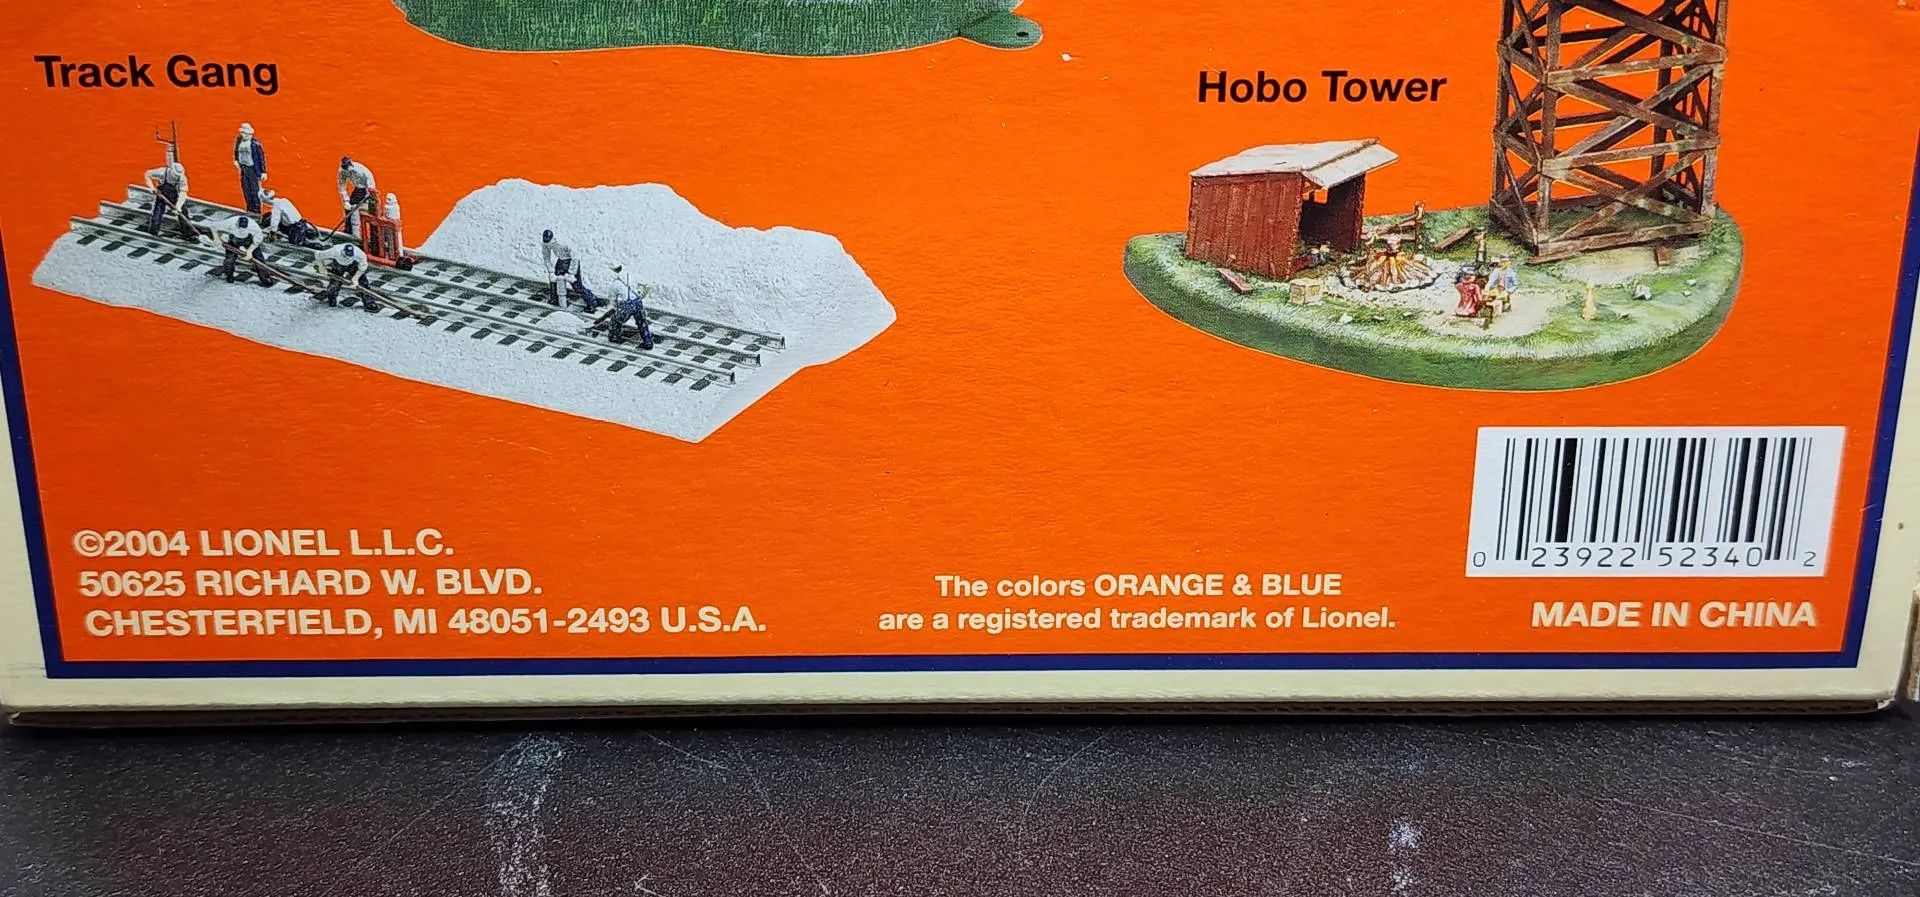 Track Gang
Hobo Tower
©2004 LIONEL L.L.C.
50625 RICHARD W. BLVD.
CHESTERFIELD, MI 48051-2493 U.S.A.
The colors ORANGE & BLUE
are a registered trademark of Lionel.
0 23922 52340 2
MADE IN CHINA